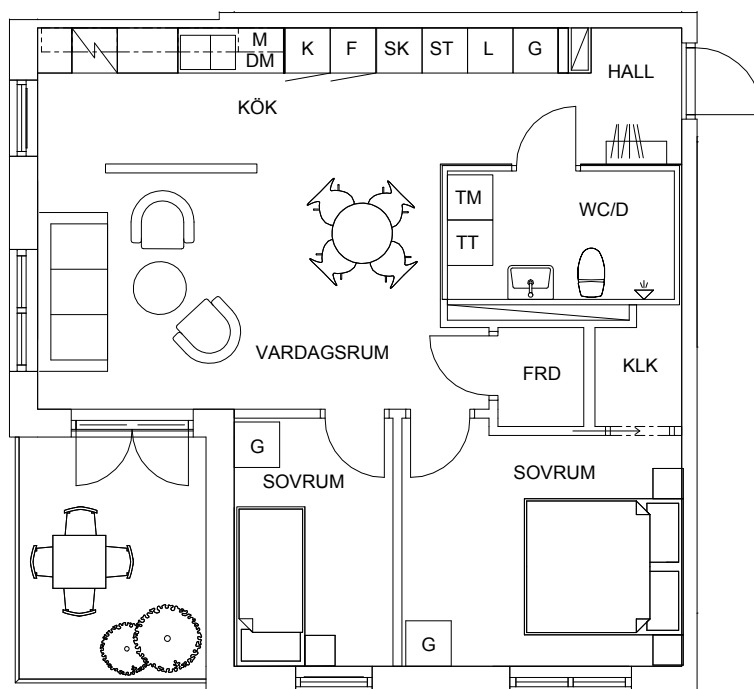 M
DM
K
F
SK
ST
L
G
HALL
KÖK
TM
TT
WC/D
VARDAGSRUM
FRD
KLK
G
SOVRUM
SOVRUM
G